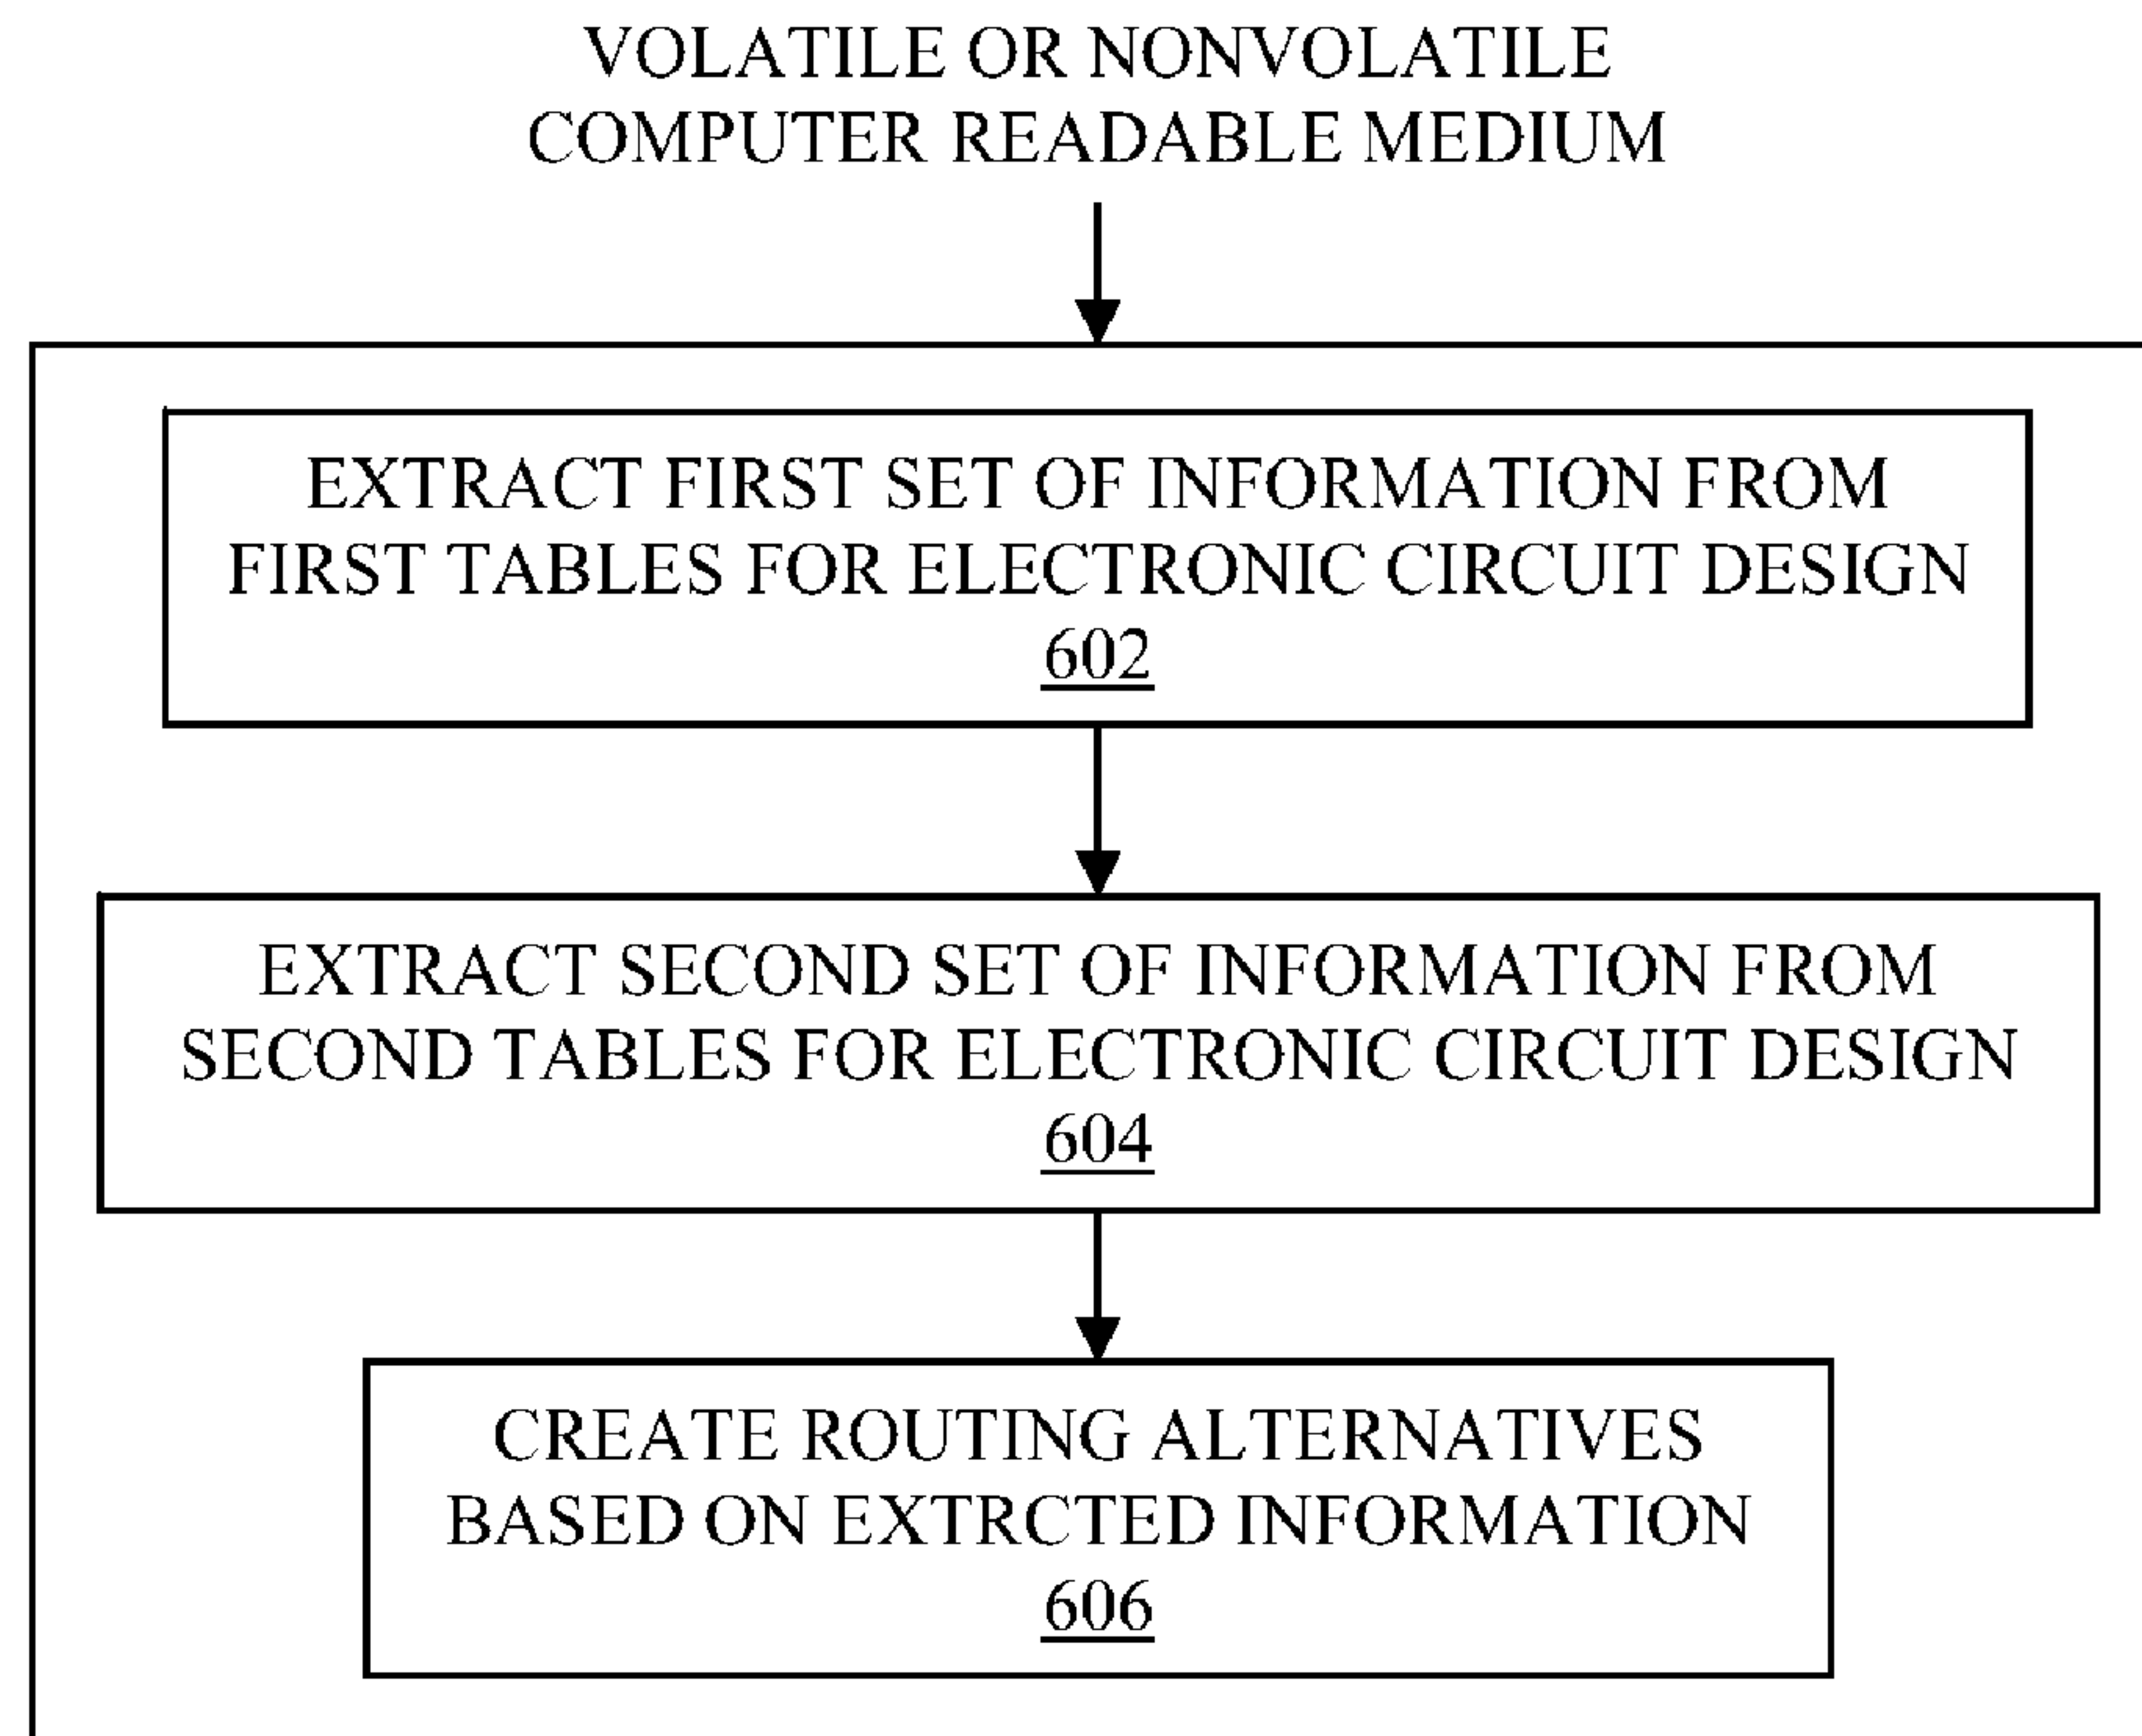 VOLATILE OR NONVOLATILE
COMPUTER READABLE MEDIUM
EXTRACT FIRST SET OF INFORMATION FROM
FIRST TABLES FOR ELECTRONIC CIRCUIT DESIGN
602
EXTRACT SECOND SET OF INFORMATION FROM
SECOND TABLES FOR ELECTRONIC CIRCUIT DESIGN
604
CREATE ROUTING ALTERNATIVES
BASED ON EXTRCTED INFORMATION
606